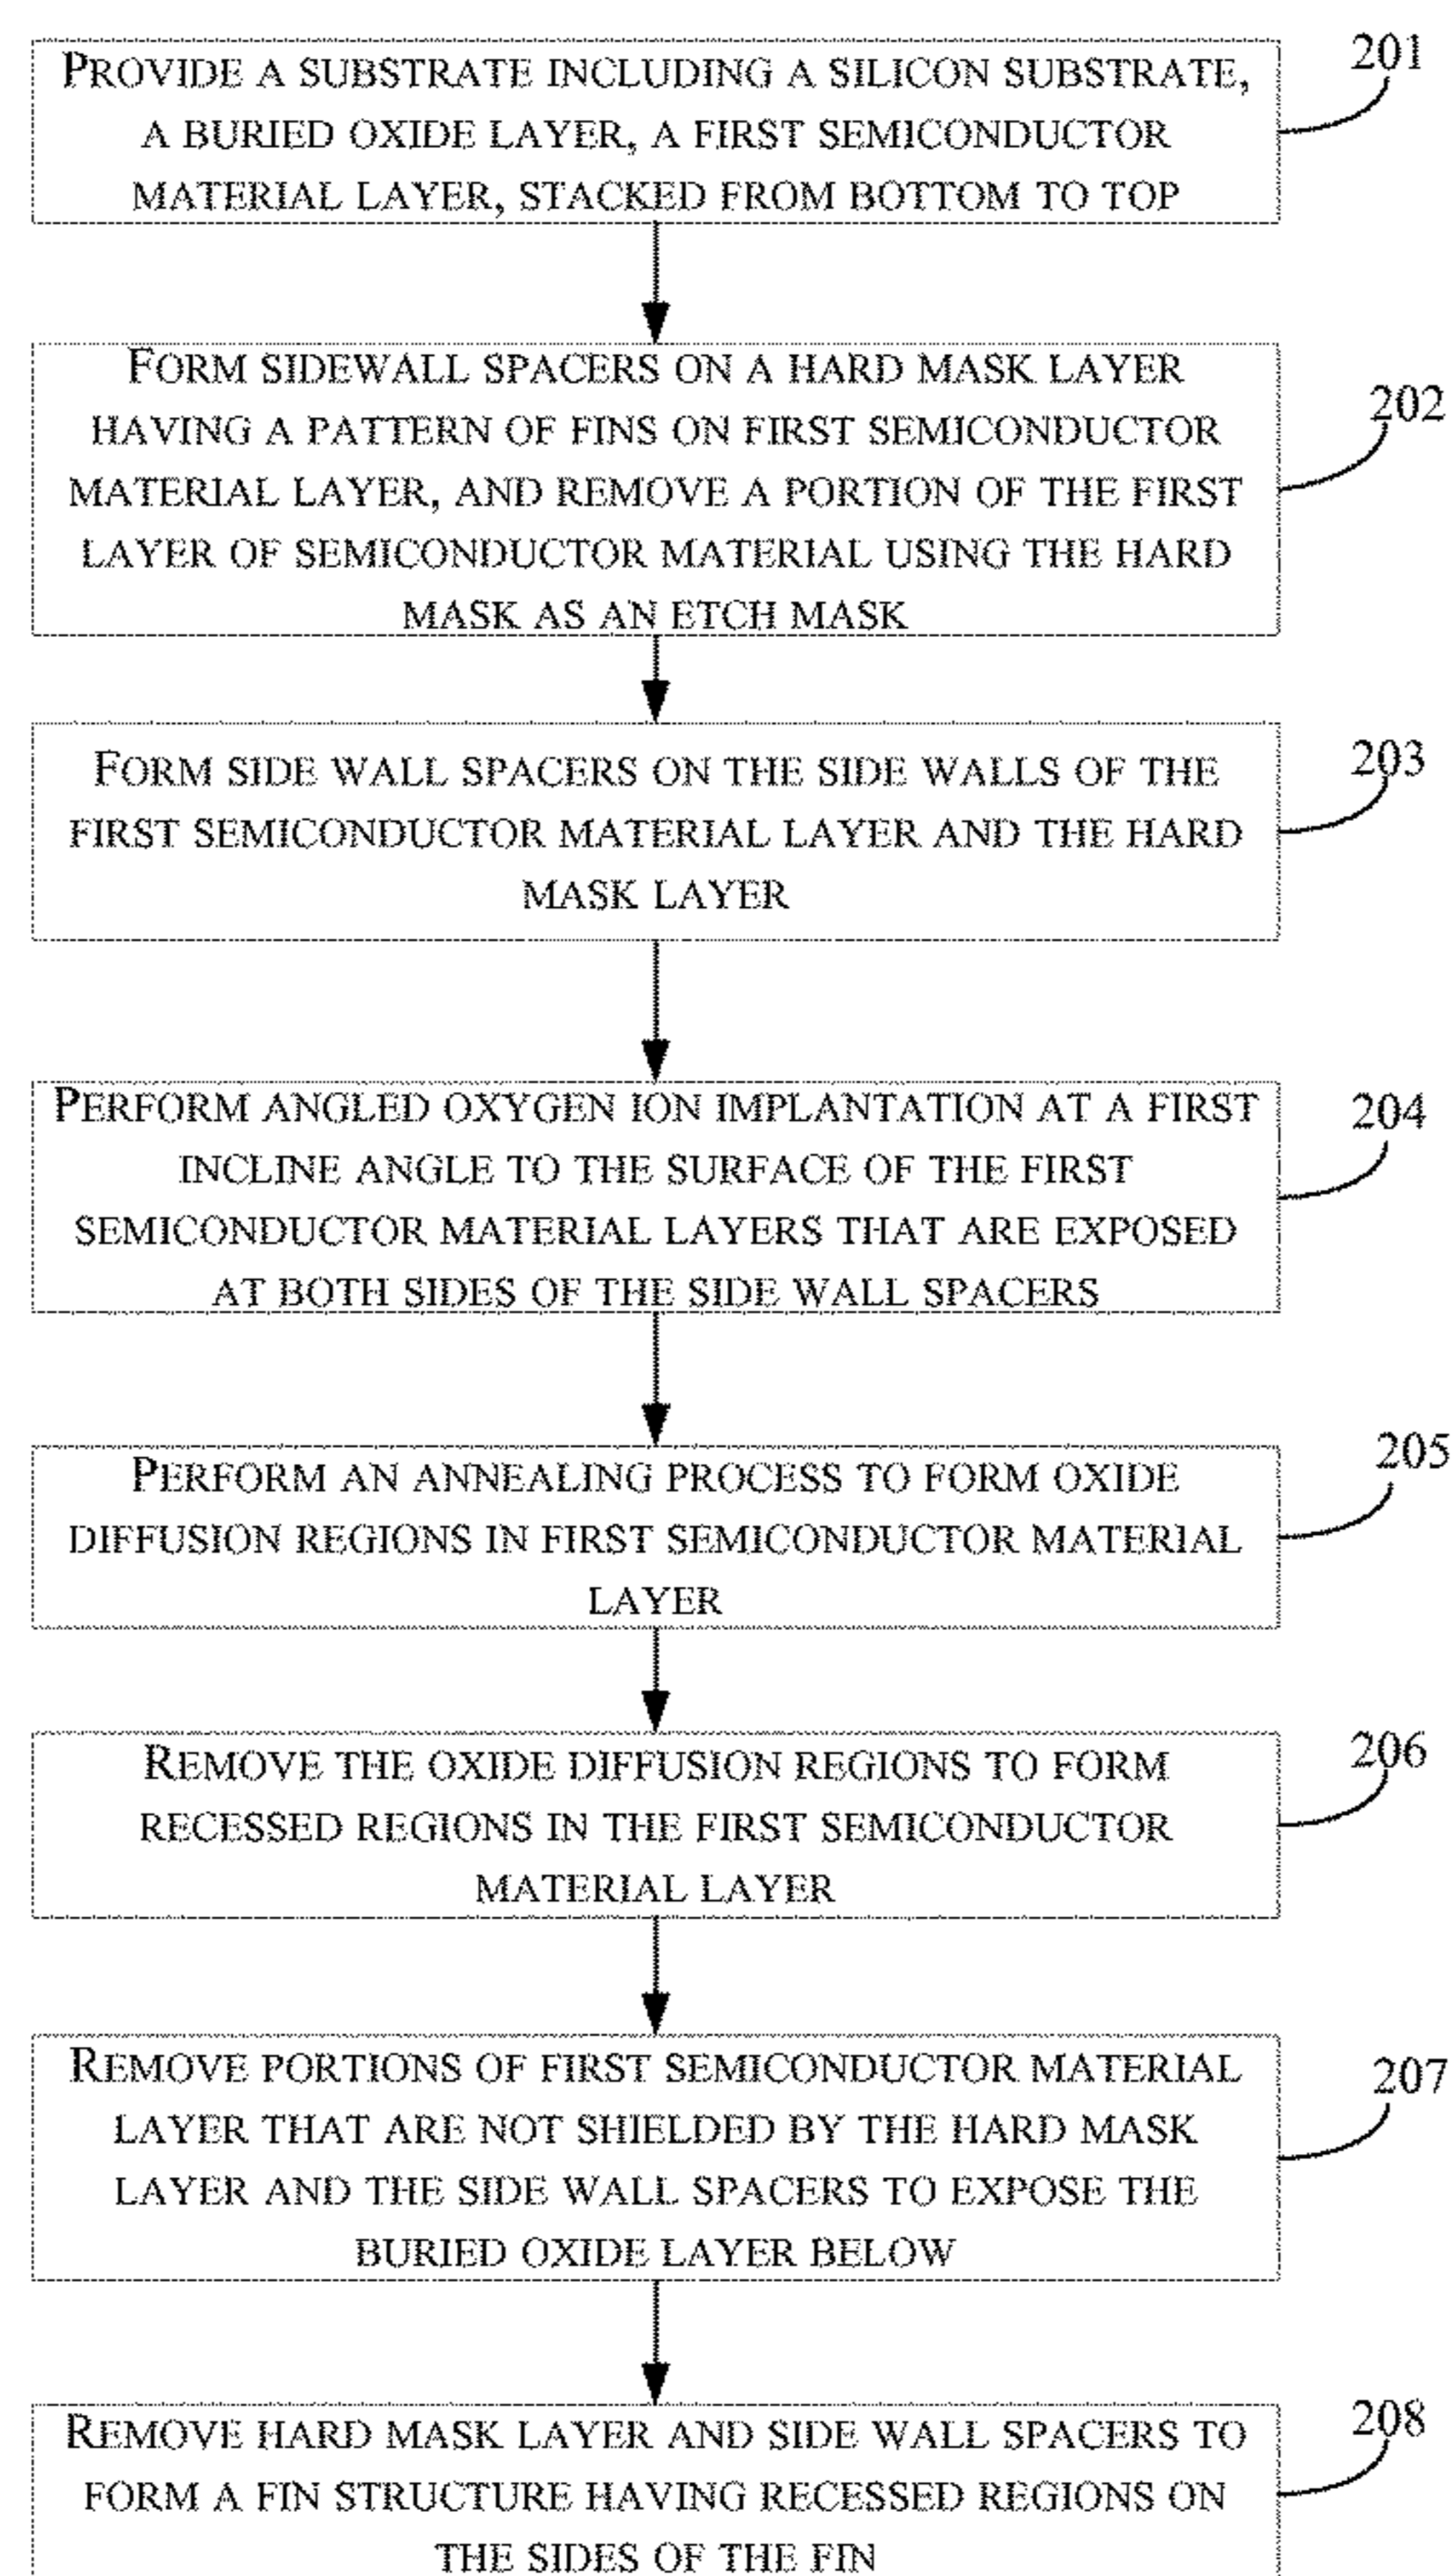 PROVIDE A SUBSTRATE INCLUDING A SILICON SUBSTRATE,
A BURIED OXIDE LAYER, A FIRST SEMICONDUCTOR
MATERIAL LAYER, STACKED FROM BOTTOM TO TOP
201
FORM SIDEWALL SPACERS ON A HARD MASK LAYER
HAVING A PATTERN OF FINS ON FIRST SEMICONDUCTOR
MATERIAL LAYER, AND REMOVE A PORTION OF THE FIRST
LAYER OF SEMICONDUCTOR MATERIAL USING THE HARD
MASK AS AN ETCH MASK
202
FORM SIDE WALL SPACERS ON THE SIDE WALLS OF THE
FIRST SEMICONDUCTOR MATERIAL LAYER AND THE HARD
MASK LAYER
203
PERFORM ANGLED OXYGEN ION IMPLANTATION AT A FIRST
INCLINE ANGLE TO THE SURFACE OF THE FIRST
SEMICONDUCTOR MATERIAL LAYERS THAT ARE EXPOSED
AT BOTH SIDES OF THE SIDE WALL SPACERS
204
PERFORM AN ANNEALING PROCESS TO FORM OXIDE
DIFFUSION REGIONS IN FIRST SEMICONDUCTOR MATERIAL
LAYER
205
REMOVE THE OXIDE DIFFUSION REGIONS TO FORM
RECESSED REGIONS IN THE FIRST SEMICONDUCTOR
MATERIAL LAYER
206
REMOVE PORTIONS OF FIRST SEMICONDUCTOR MATERIAL
LAYER THAT ARE NOT SHIELDED BY THE HARD MASK
LAYER AND THE SIDE WALL SPACERS TO EXPOSE THE
BURIED OXIDE LAYER BELOW
207
REMOVE HARD MASK LAYER AND SIDE WALL SPACERS TO
FORM A FIN STRUCTURE HAVING RECESSED REGIONS ON
THE SIDES OF THE FIN
208